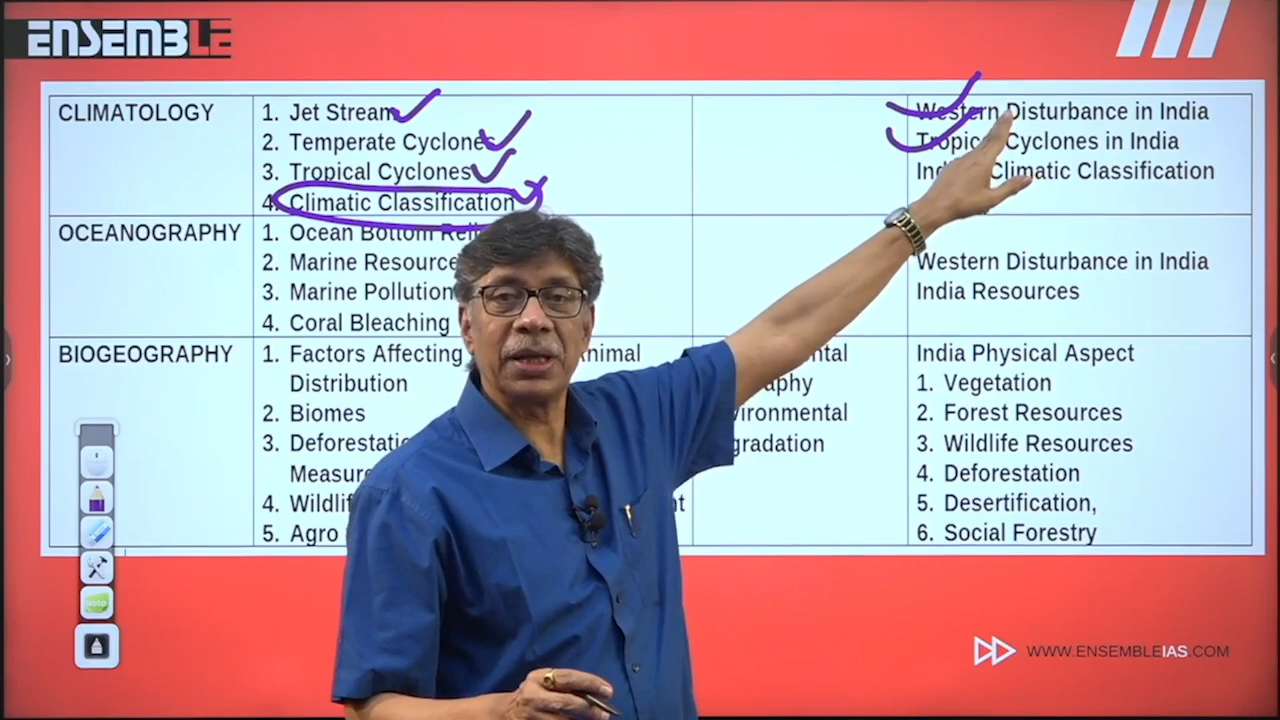 ENSEMBLE
CLIMATOLOGY
1. Jet Stream
2. Temperate Cyclones
3. Tropical Cyclones
4. Climatic Classification
Western Disturbance in India
Tropical Cyclones in India
Climatic Classification
OCEANOGRAPHY
1. Ocean Bottom
2. Marine
3. Marine Pollution
4. Coral Bleaching
Western Disturbance in India
India Resources
BIOGEOGRAPHY
1. Factors Affecting
Distribution
2. Biomes
3.
4.
5. Agro
India Physical Aspect
1. Vegetation
2. Forest Resources
3. Wildlife Resources
4. Deforestation
5. Desertification,
6. Social Forestry
NOTE
WWW.ENSEMBLEIAS.COM